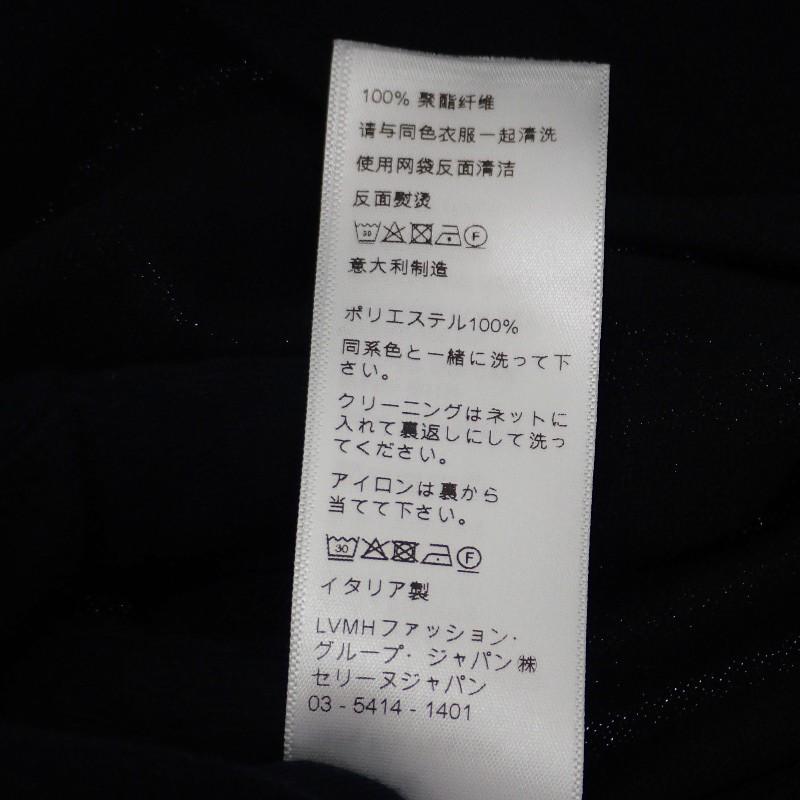 100% 聚酯纤维
请与同色衣服一起清洗
使用网袋反面清洁
反面熨烫
30 F
意大利制造
ポリエステル100%
同系色と一緒に洗って下
さい。
クリーニングはネットに
入れて裏返しにして洗っ
てください。
アイロンは裏から
当てて下さい。
30 F
イタリア製
LVMHファッション・
グループ・ジャパン㈱
セリーヌジャパン
03 - 5414 - 1401